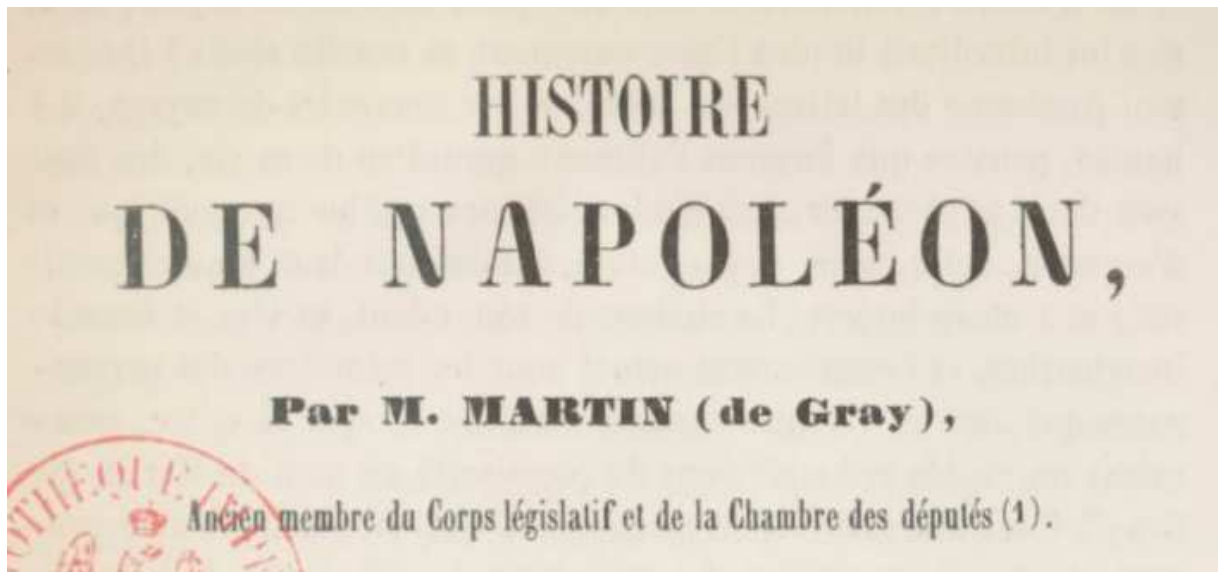 HISTOIRE
DE NAPOLÉON,
Par M. MARTIN (de Gray),
Ancien membre du Corps législatif et de la Chambre des députés (1).